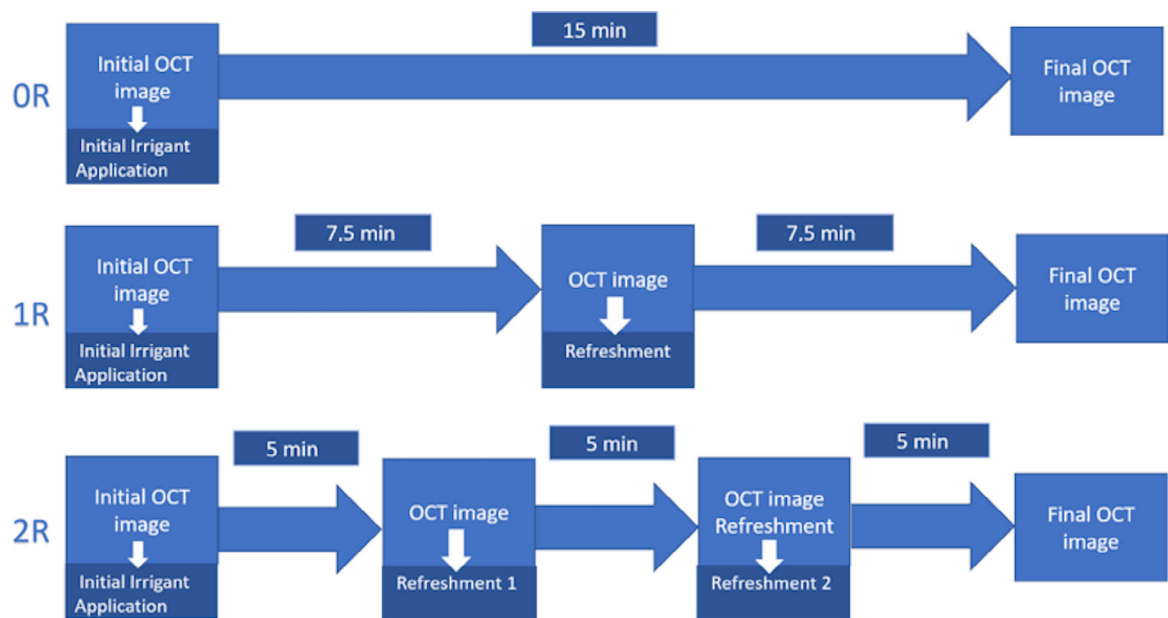 15 min
0R
Initial OCT
image
Initial Irrigant
Application
Final OCT
image
7.5 min
7.5 min
1R
Initial OCT
image
Initial Irrigant
Application
OCT image
Refreshment
Final OCT
image
5 min
5 min
5 min
2R
Initial OCT
image
Initial Irrigant
Application
OCT image
Refreshment 1
OCT image
Refreshment
Refreshment 2
Final OCT
image